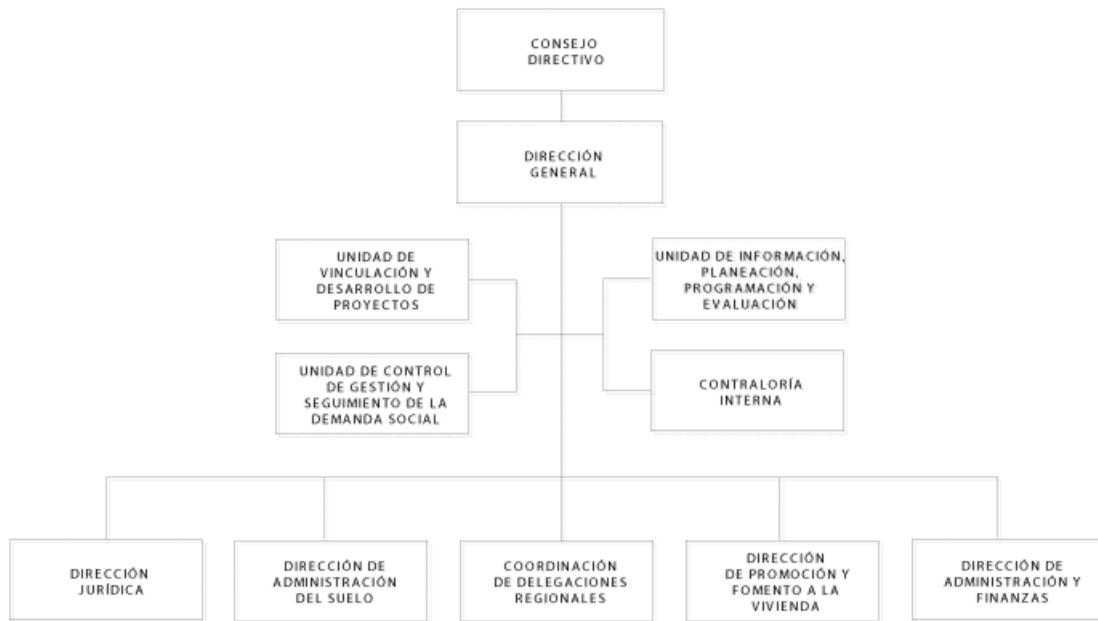 CONSEJO
DIRECTIVO
DIRECCIÓN
GENERAL
UNIDAD DE
VINCULACIÓN Y
DESARROLLO DE
PROYECTOS
UNIDAD DE INFORMACIÓN,
PLANEACIÓN,
PROGRAMACIÓN Y
EVALUACIÓN
UNIDAD DE CONTROL
DE GESTIÓN Y
SEGUIMIENTO DE LA
DEMANDA SOCIAL
CONTRALORÍA
INTERNA
DIRECCIÓN
JURÍDICA
DIRECCIÓN DE
ADMINISTRACIÓN
DEL SUELO
COORDINACIÓN
DE DELEGACIONES
REGIONALES
DIRECCIÓN
DE PROMOCIÓN Y
FOMENTO A LA
VIVIENDA
DIRECCIÓN DE
ADMINISTRACIÓN Y
FINANZAS